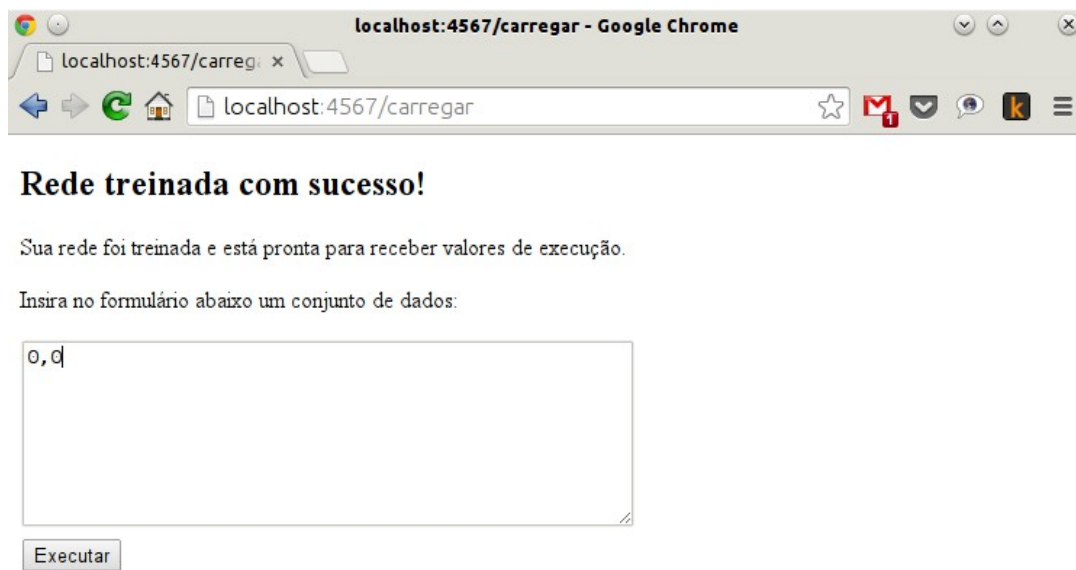 localhost:4567/carregar - Google Chrome
localhost:4567/carreg
localhost:4567/carregar
1
k
Rede treinada com sucesso!
Sua rede foi treinada e está pronta para receber valores de execução.
Insira no formulário abaixo um conjunto de dados:
0,0
Executar